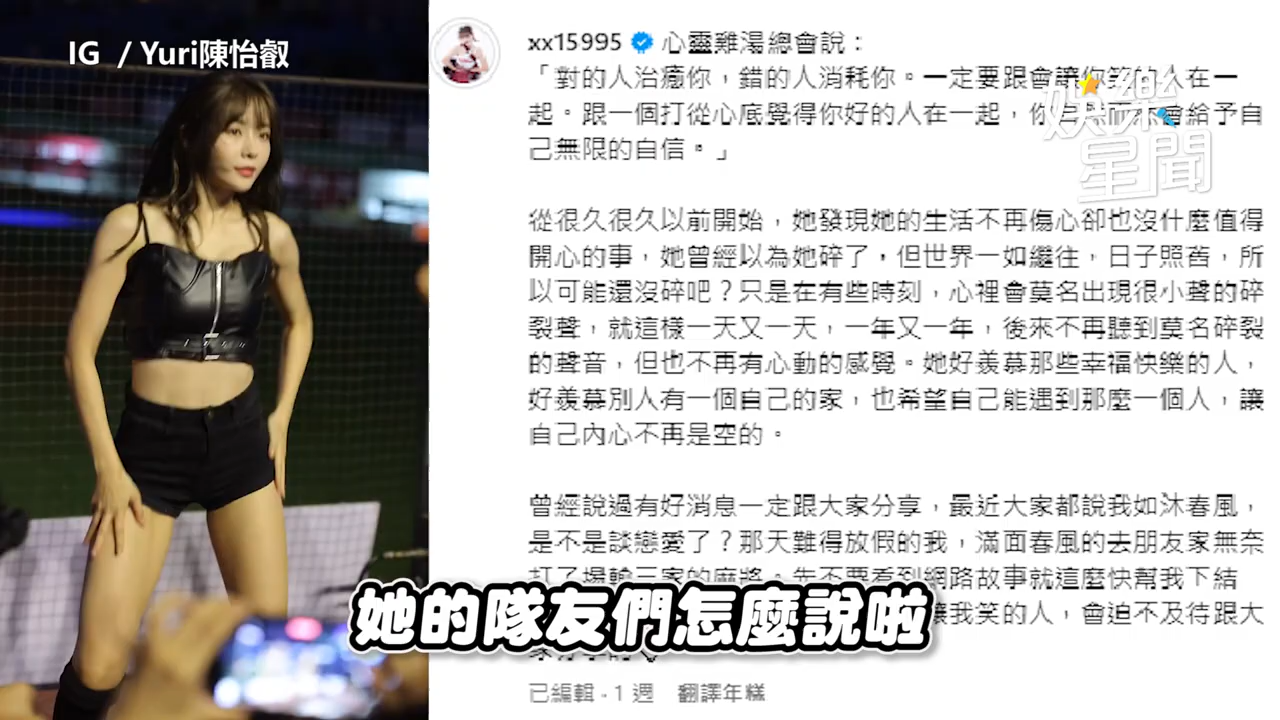 IG / Yuri陳怡叡
xx15995 心靈雞湯總會說：
「對的人治癒你，錯的人消耗你。一定要跟會讓你笑的人在一
起。跟一個打從心底覺得你好的人在一起，你自然而然會給予自
己無限的自信。」
娛樂
星聞
從很久很久以前開始，她發現她的生活不再傷心卻也沒什麼值得
開心的事，她曾經以為她碎了，但世界一如繼往，日子照舊，所
以可能還沒碎吧？只是在有些時刻，心裡會莫名出現很小聲的碎
裂聲，就這樣一天又一天，一年又一年，後來不再聽到莫名碎裂
的聲音，但也不再有心動的感覺。她好羨慕那些幸福快樂的人，
好羨慕別人有一個自己的家，也希望自己能遇到那麼一個人，讓
自己內心不再是空的。
曾經說過有好消息一定跟大家分享，最近大家都說我如沐春風，
是不是談戀愛了？那天難得放假的我，滿面春風的去朋友家無奈
打了場輸三家的麻將。先不要看到網路故事就這麼快幫我下結
讓我笑的人，會迫不及待跟大
她的隊友們怎麼說啦
已編輯 · 1 週 翻譯年糕